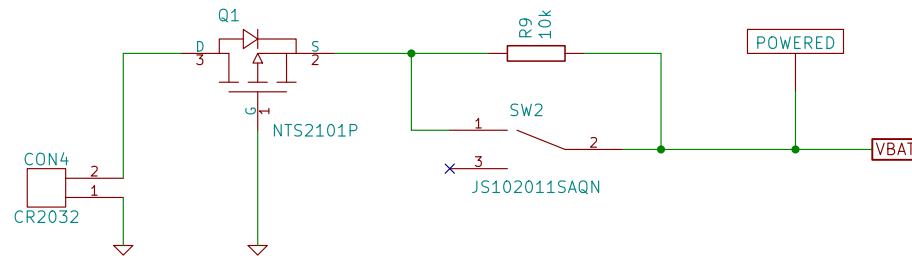 Q1
D
3
S
2
G
1
NTS2101P
R9
10k
POWERED
SW2
1
2
3
JS102011SAQN
VBAT
CON4
2
1
CR2032